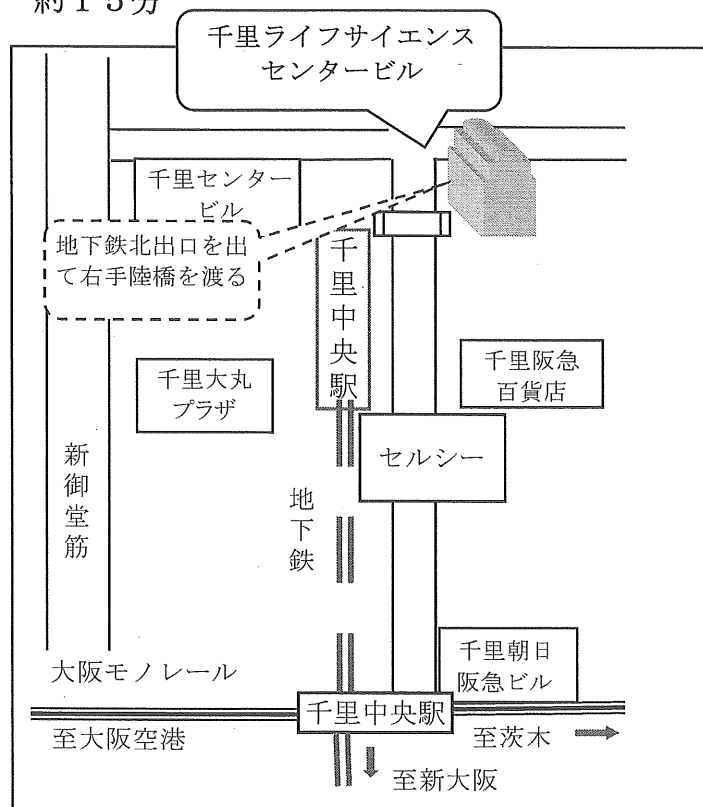 約１５分
千里ライフサイエンス
センタービル
千里センター
ビル
地下鉄北出口を出
て右手陸橋を渡る
千里中央駅
千里阪急
百貨店
千里大丸
プラザ
セルシー
新御堂筋
地下鉄
千里朝日
阪急ビル
大阪モノレール
千里中央駅
至大阪空港
至茨木
至新大阪